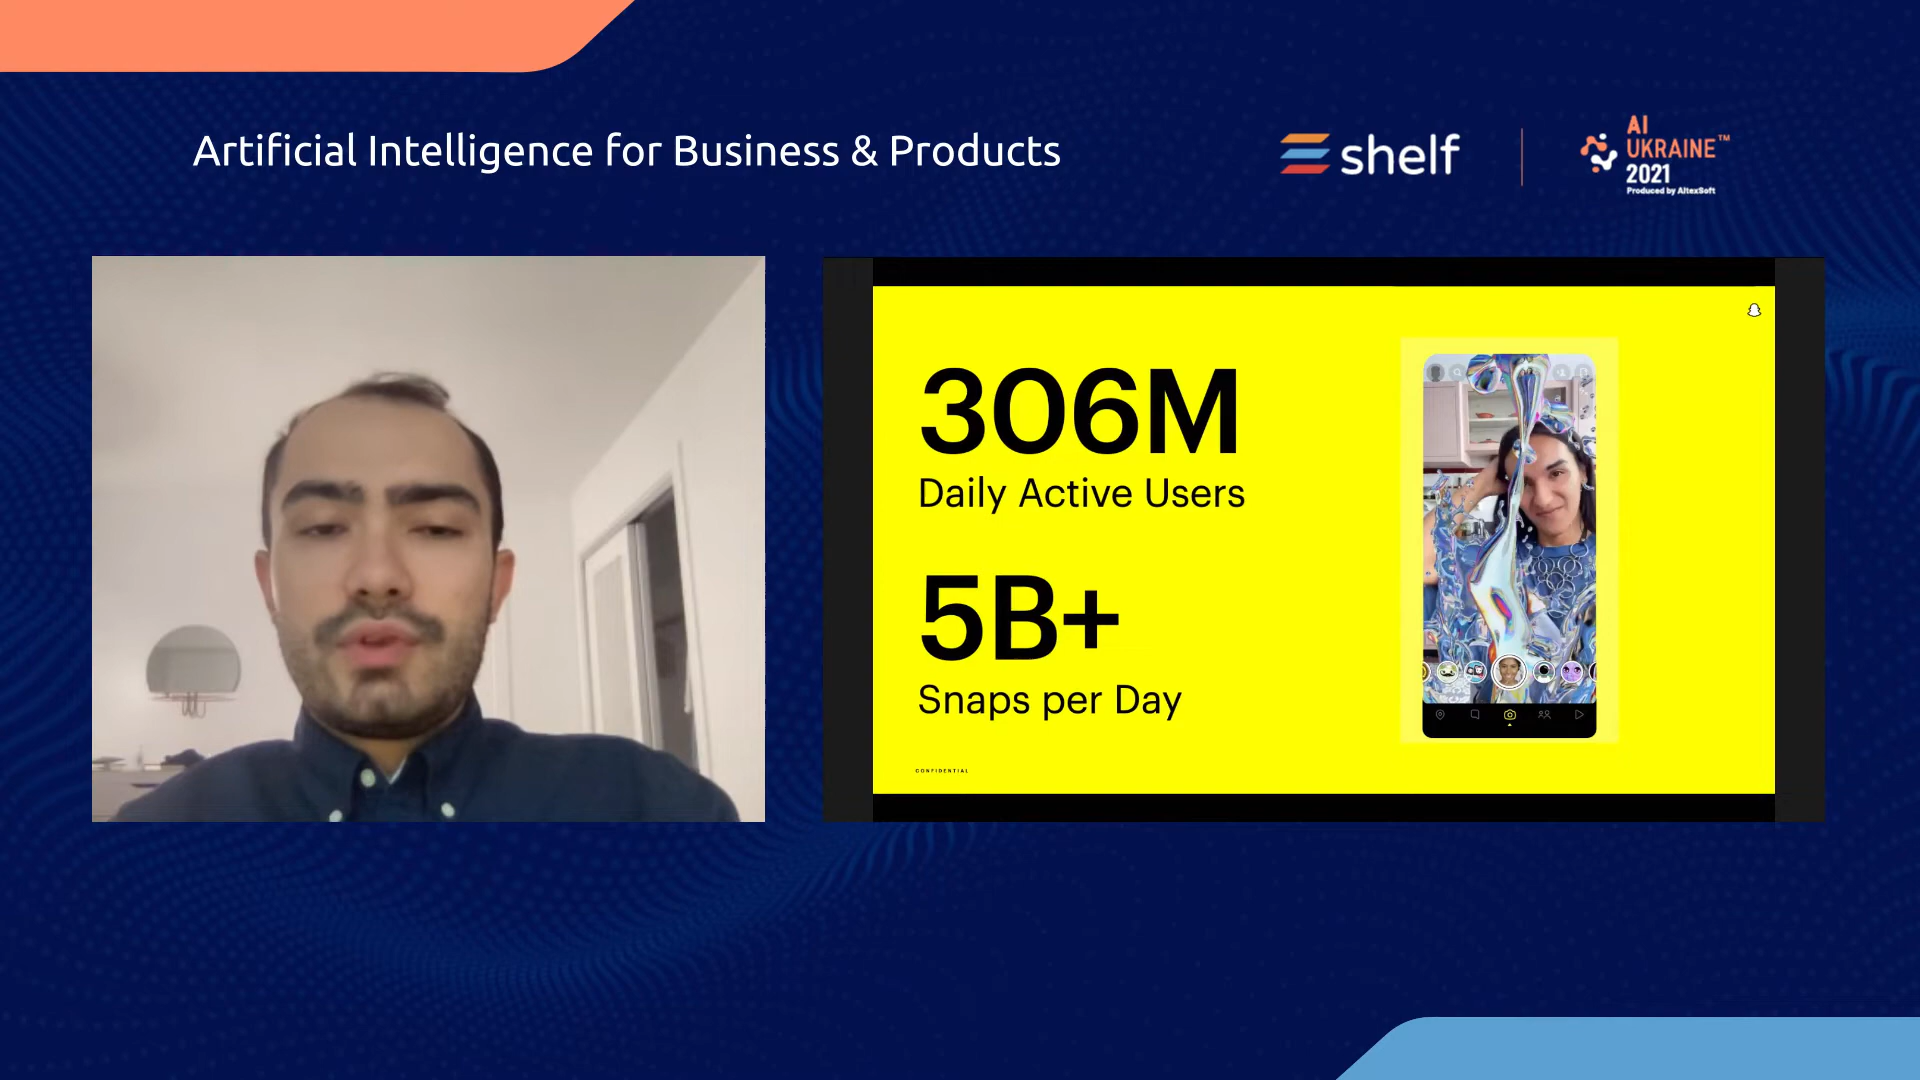 Artificial Intelligence for Business & Products
shelf
AI
UKRAINE™
2021
Produced by AltexSoft
306M
Daily Active Users
5B+
Snaps per Day
CONFIDENTIAL